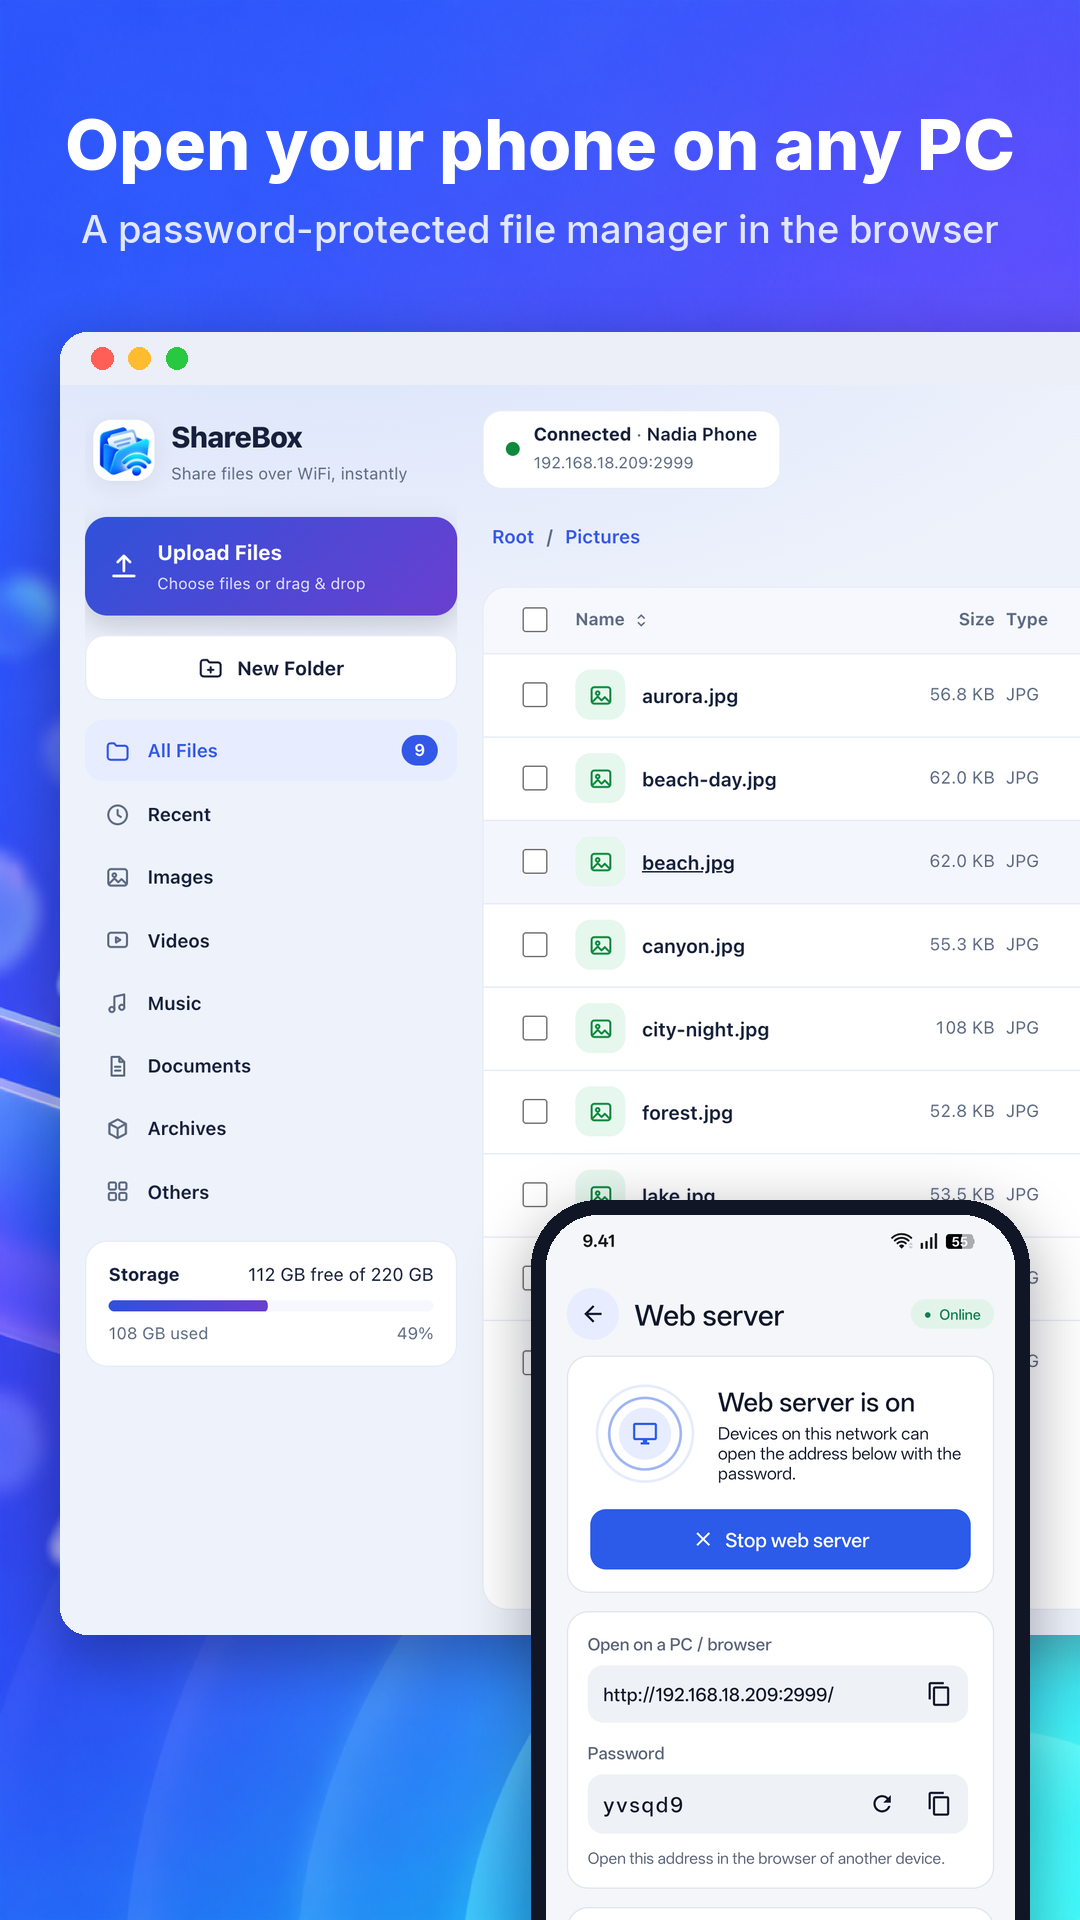 Open your phone on any PC
A password-protected file manager in the browser
ShareBox
Share files over WiFi, instantly
Connected · Nadia Phone
192.168.18.209:2999
Upload Files
Choose files or drag & drop
Root / Pictures
New Folder
Name Size Type
aurora.jpg 56.8 KB JPG
beach-day.jpg 62.0 KB JPG
beach.jpg 62.0 KB JPG
canyon.jpg 55.3 KB JPG
city-night.jpg 108 KB JPG
forest.jpg 52.8 KB JPG
lake.jpg 53.5 KB JPG
All Files 9
Recent
Images
Videos
Music
Documents
Archives
Others
Storage 112 GB free of 220 GB
108 GB used 49%
9.41 55
Web server Online
Web server is on
Devices on this network can
open the address below with the
password.
Stop web server
Open on a PC / browser
http://192.168.18.209:2999/
Password
yvsqd9
Open this address in the browser of another device.